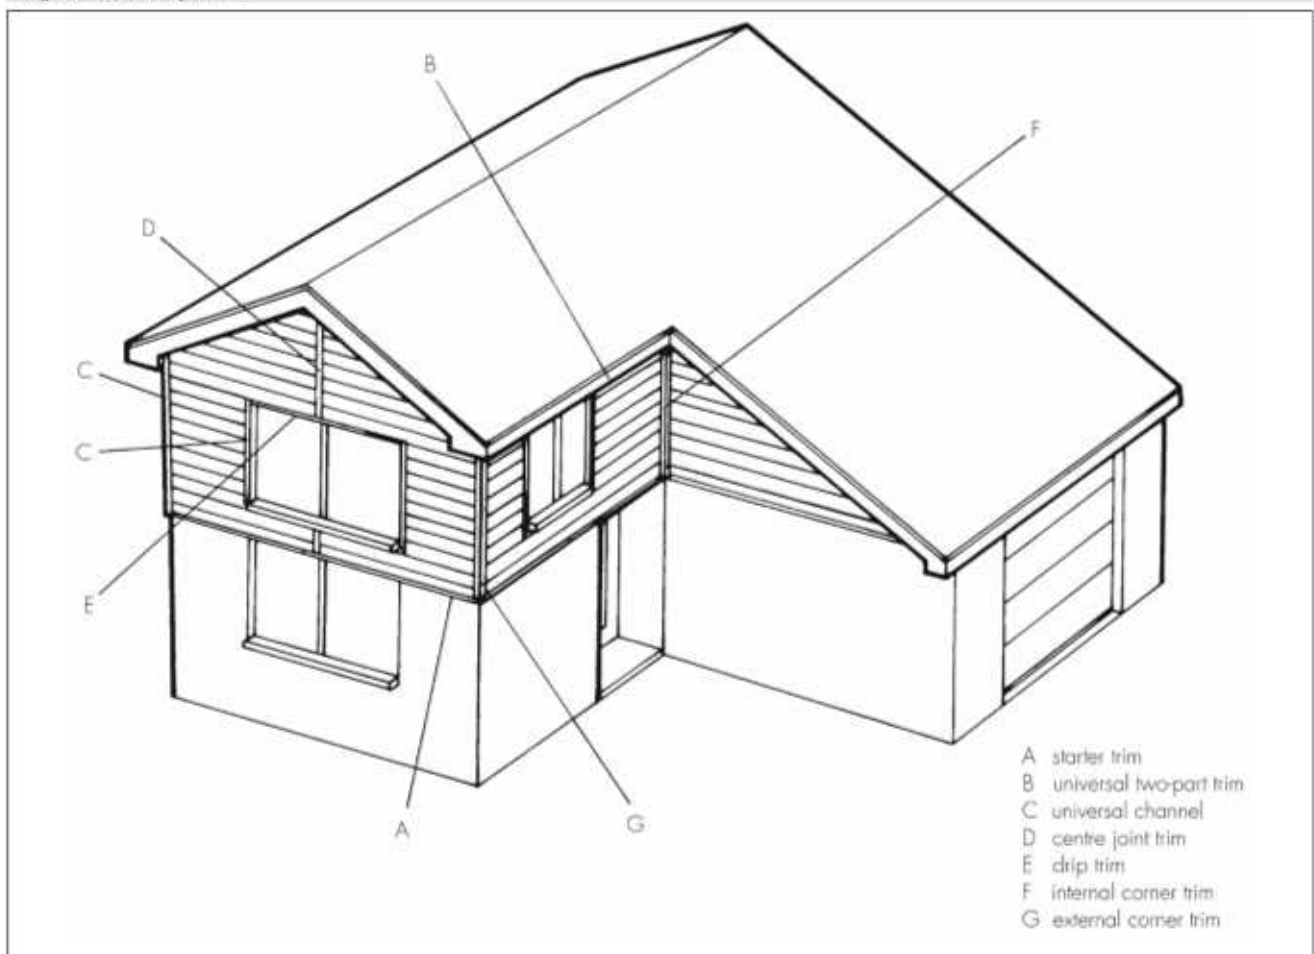 B
F
D
C
C
E
A
G
A starter trim
B universal two-part trim
C universal channel
D centre joint trim
E drip trim
F internal corner trim
G external corner trim